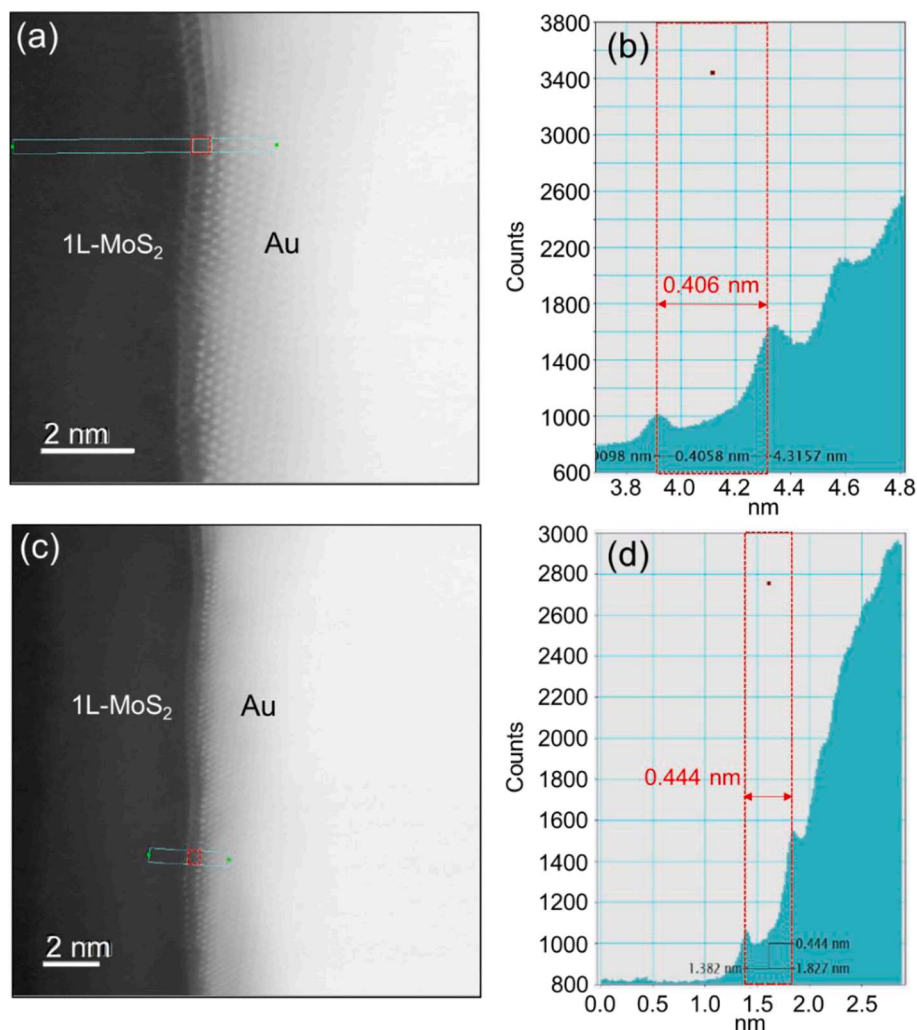 (a)
1L-MoS₂
Au
2 nm
(b)
3800
3400
3000
2600
2200
1800
1400
1000
600
Counts
0.406 nm
0.4058 nm
4.3157 nm
3.8 4.0 4.2 4.4 4.6 4.8
nm
(c)
1L-MoS₂
Au
2 nm
(d)
3000
2800
2600
2400
2200
2000
1800
1600
1400
1200
1000
800
Counts
0.444 nm
0.444 nm
1.382 nm
1.827 nm
0.0 0.5 1.0 1.5 2.0 2.5
nm